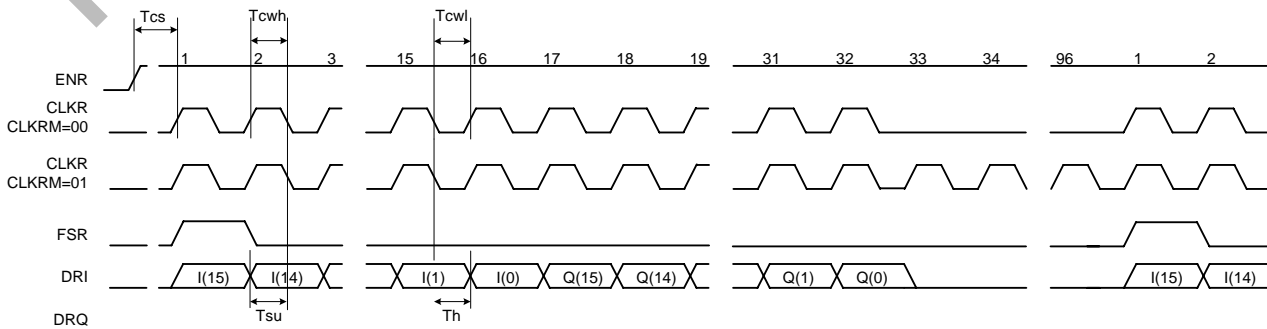 Tcs Tcwh Tcwl
1 2 3 15 16 17 18 19 31 32 33 34 96 1 2
ENR
CLKR
CLKRM=00
CLKR
CLKRM=01
FSR
DRI I(15) I(14) I(1) I(0) Q(15) Q(14) Q(1) Q(0) I(15) I(14)
Tsu Th
DRQ